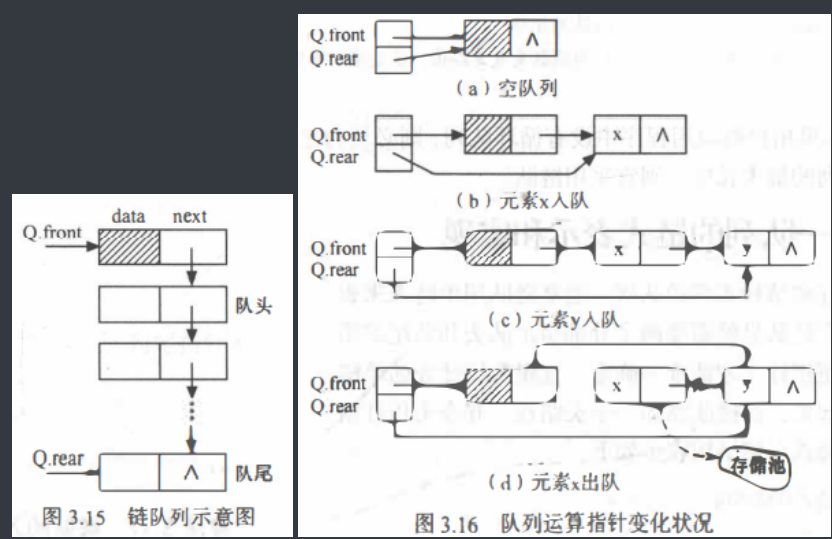 data next
Q.front
队头
Q.rear
∧
队尾
图 3.15 链队列示意图
Q.front
Q.rear
∧
(a) 空队列
Q.front
Q.rear
x ∧
(b) 元素x入队
Q.front
Q.rear
x y ∧
(c) 元素y入队
Q.front
Q.rear
x y ∧
存储池
(d) 元素x出队
图 3.16 队列运算指针变化状况